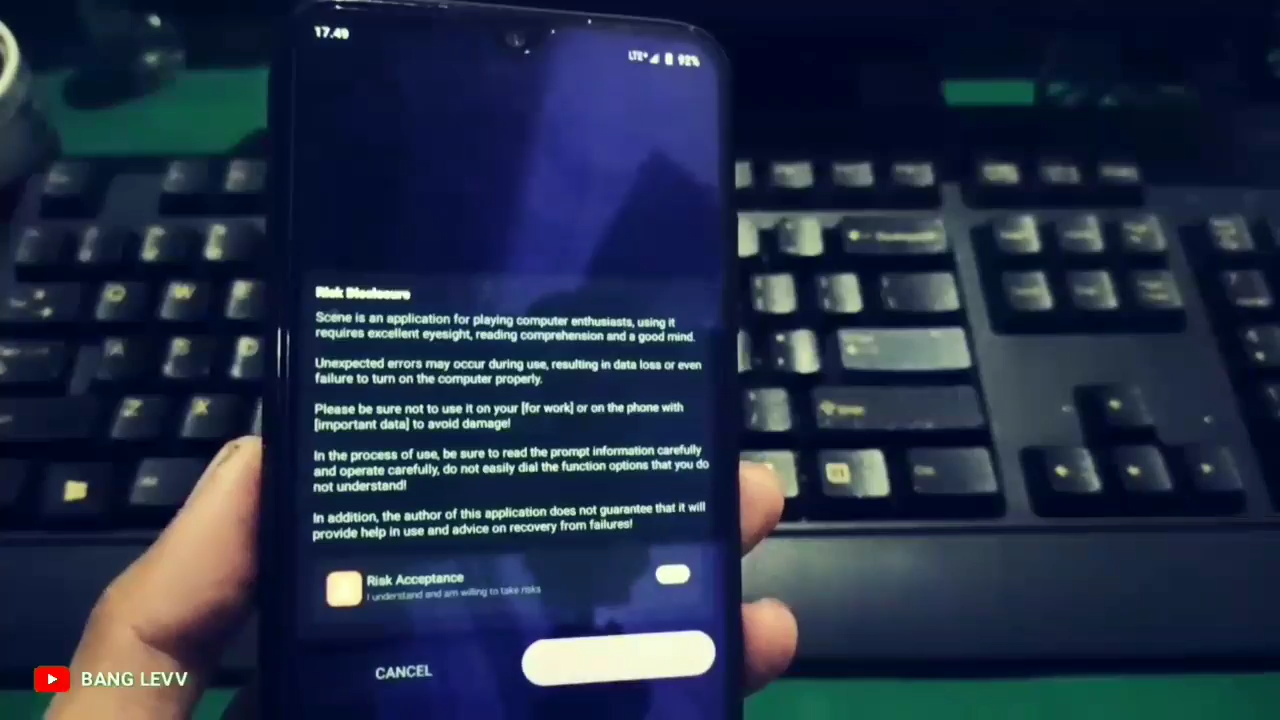 17.49
LTE+ 92%
Risk Disclosure
Scene is an application for playing computer enthusiasts, using it
requires excellent eyesight, reading comprehension and a good mind.
Unexpected errors may occur during use, resulting in data loss or even
failure to turn on the computer properly.
Please be sure not to use it on your [for work] or on the phone with
[important data] to avoid damage!
In the process of use, be sure to read the prompt information carefully
and operate carefully, do not easily dial the function options that you do
not understand!
In addition, the author of this application does not guarantee that it will
provide help in use and advice on recovery from failures!
Risk Acceptance
I understand and am willing to take risks
CANCEL
BANG LEVV